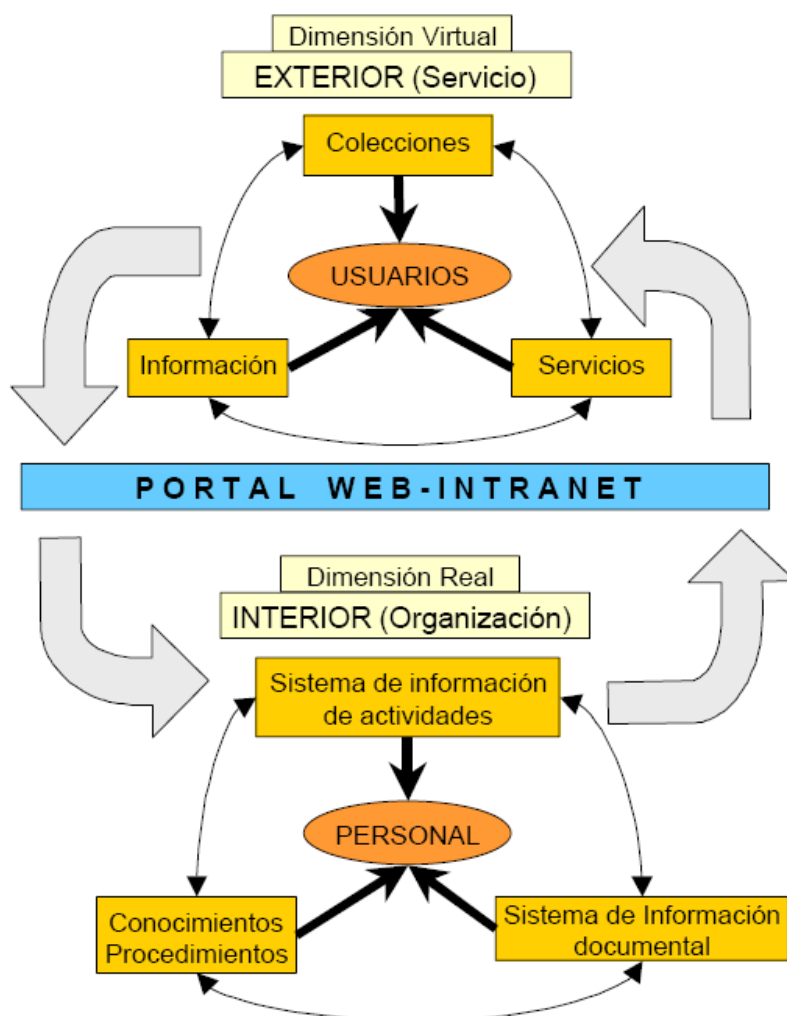 Dimensión Virtual
EXTERIOR (Servicio)
Colecciones
USUARIOS
Información
Servicios
PORTAL WEB-INTRANET
Dimensión Real
INTERIOR (Organización)
Sistema de información
de actividades
PERSONAL
Conocimientos
Procedimientos
Sistema de Información
documental